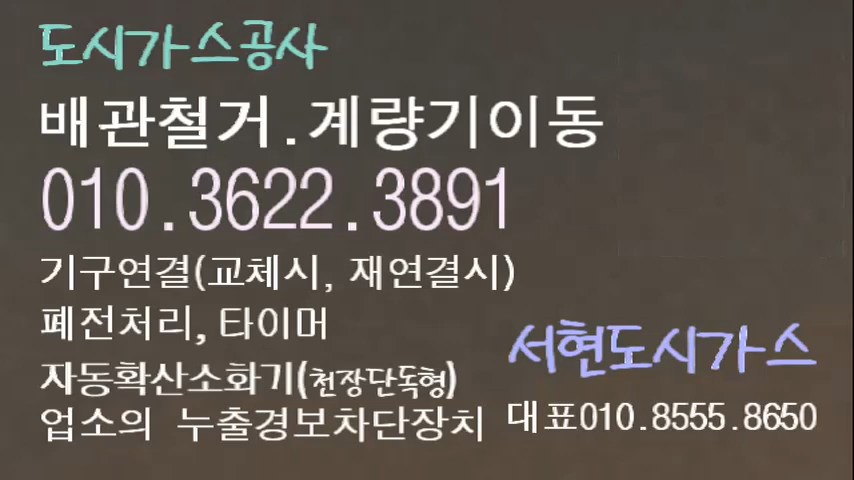 도시가스공사
배관철거.계량기이동
010.3622.3891
기구연결(교체시, 재연결시)
폐전처리, 타이머
자동확산소화기(천장단독형)
업소의 누출경보차단장치
서현도시가스
대표010.8555.8650